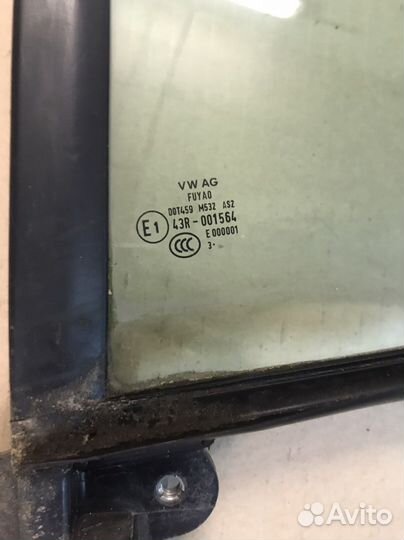 VW AG
FUYAO
DOT459 M532 AS2
E1 43R-001564
CCC E000001
3·
Avito